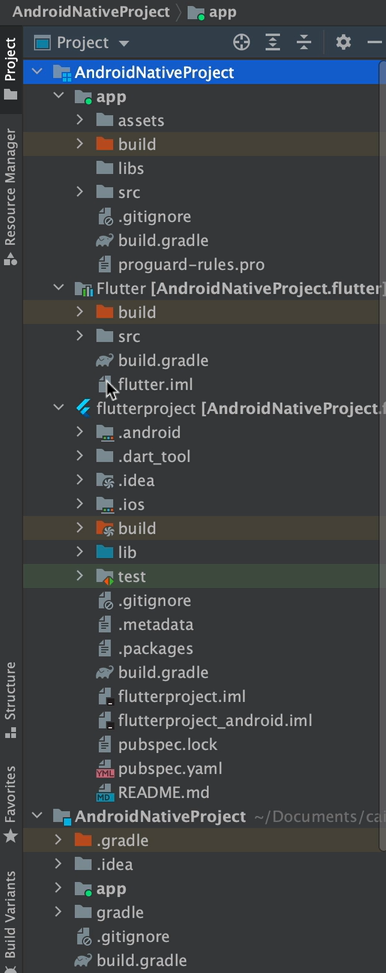 AndroidNativeProject app
Project
Project
Resource Manager
Structure
Favorites
Build Variants
AndroidNativeProject
app
assets
build
libs
src
.gitignore
build.gradle
proguard-rules.pro
Flutter [AndroidNativeProject.flutter]
build
src
build.gradle
flutter.iml
flutterproject [AndroidNativeProject.f
.android
.dart_tool
.idea
.ios
build
lib
test
.gitignore
.metadata
.packages
build.gradle
flutterproject.iml
flutterproject_android.iml
pubspec.lock
YML pubspec.yaml
MD README.md
AndroidNativeProject ~/Documents/ca
.gradle
.idea
app
gradle
.gitignore
build.gradle